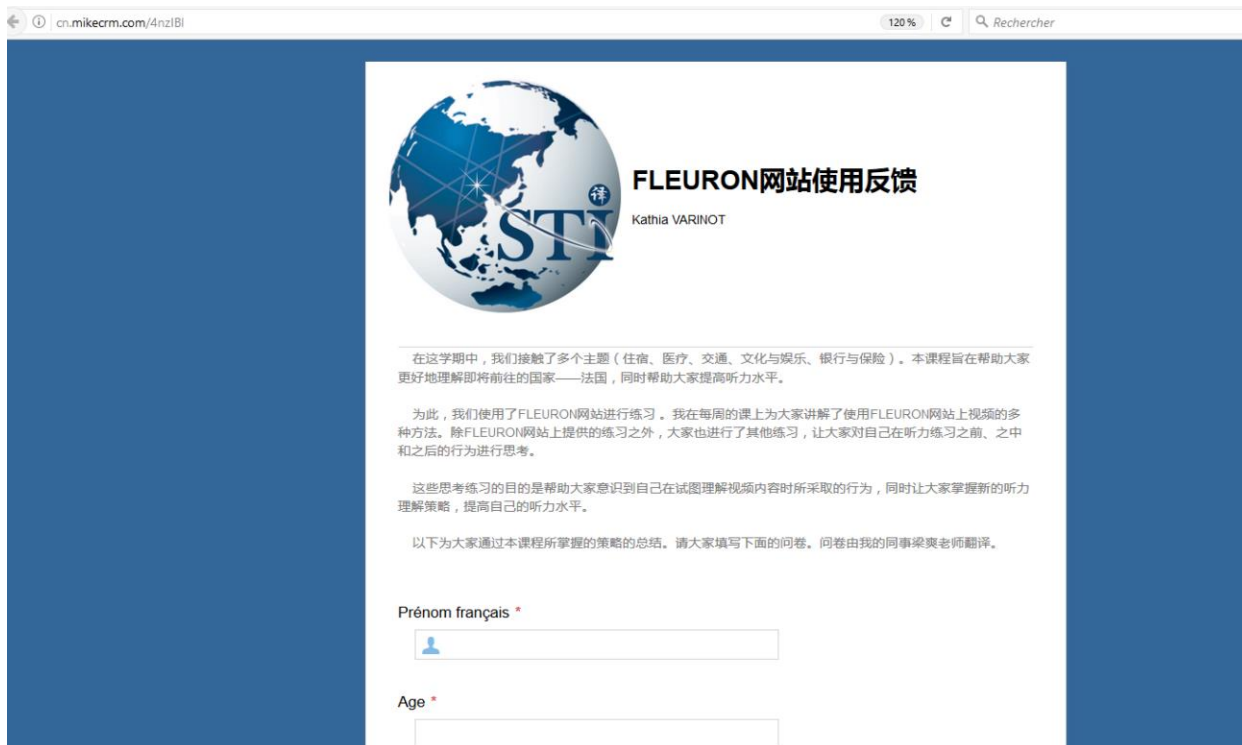 cn.mikecrm.com/4nzIBl
120 %
Rechercher
译
STI
FLEURON网站使用反馈
Kathia VARINOT
在这学期中，我们接触了多个主题（住宿、医疗、交通、文化与娱乐、银行与保险）。本课程旨在帮助大家
更好地理解即将前往的国家——法国，同时帮助大家提高听力水平。
为此，我们使用了FLEURON网站进行练习 。我在每周的课上为大家讲解了使用FLEURON网站上视频的多
种方法。除FLEURON网站上提供的练习之外，大家也进行了其他练习，让大家对自己在听力练习之前、之中
和之后的行为进行思考。
这些思考练习的目的是帮助大家意识到自己在试图理解视频内容时所采取的行为，同时让大家掌握新的听力
理解策略，提高自己的听力水平。
以下为大家通过本课程所掌握的策略的总结。请大家填写下面的问卷。问卷由我的同事梁爽老师翻译。
Prénom français *
Age *